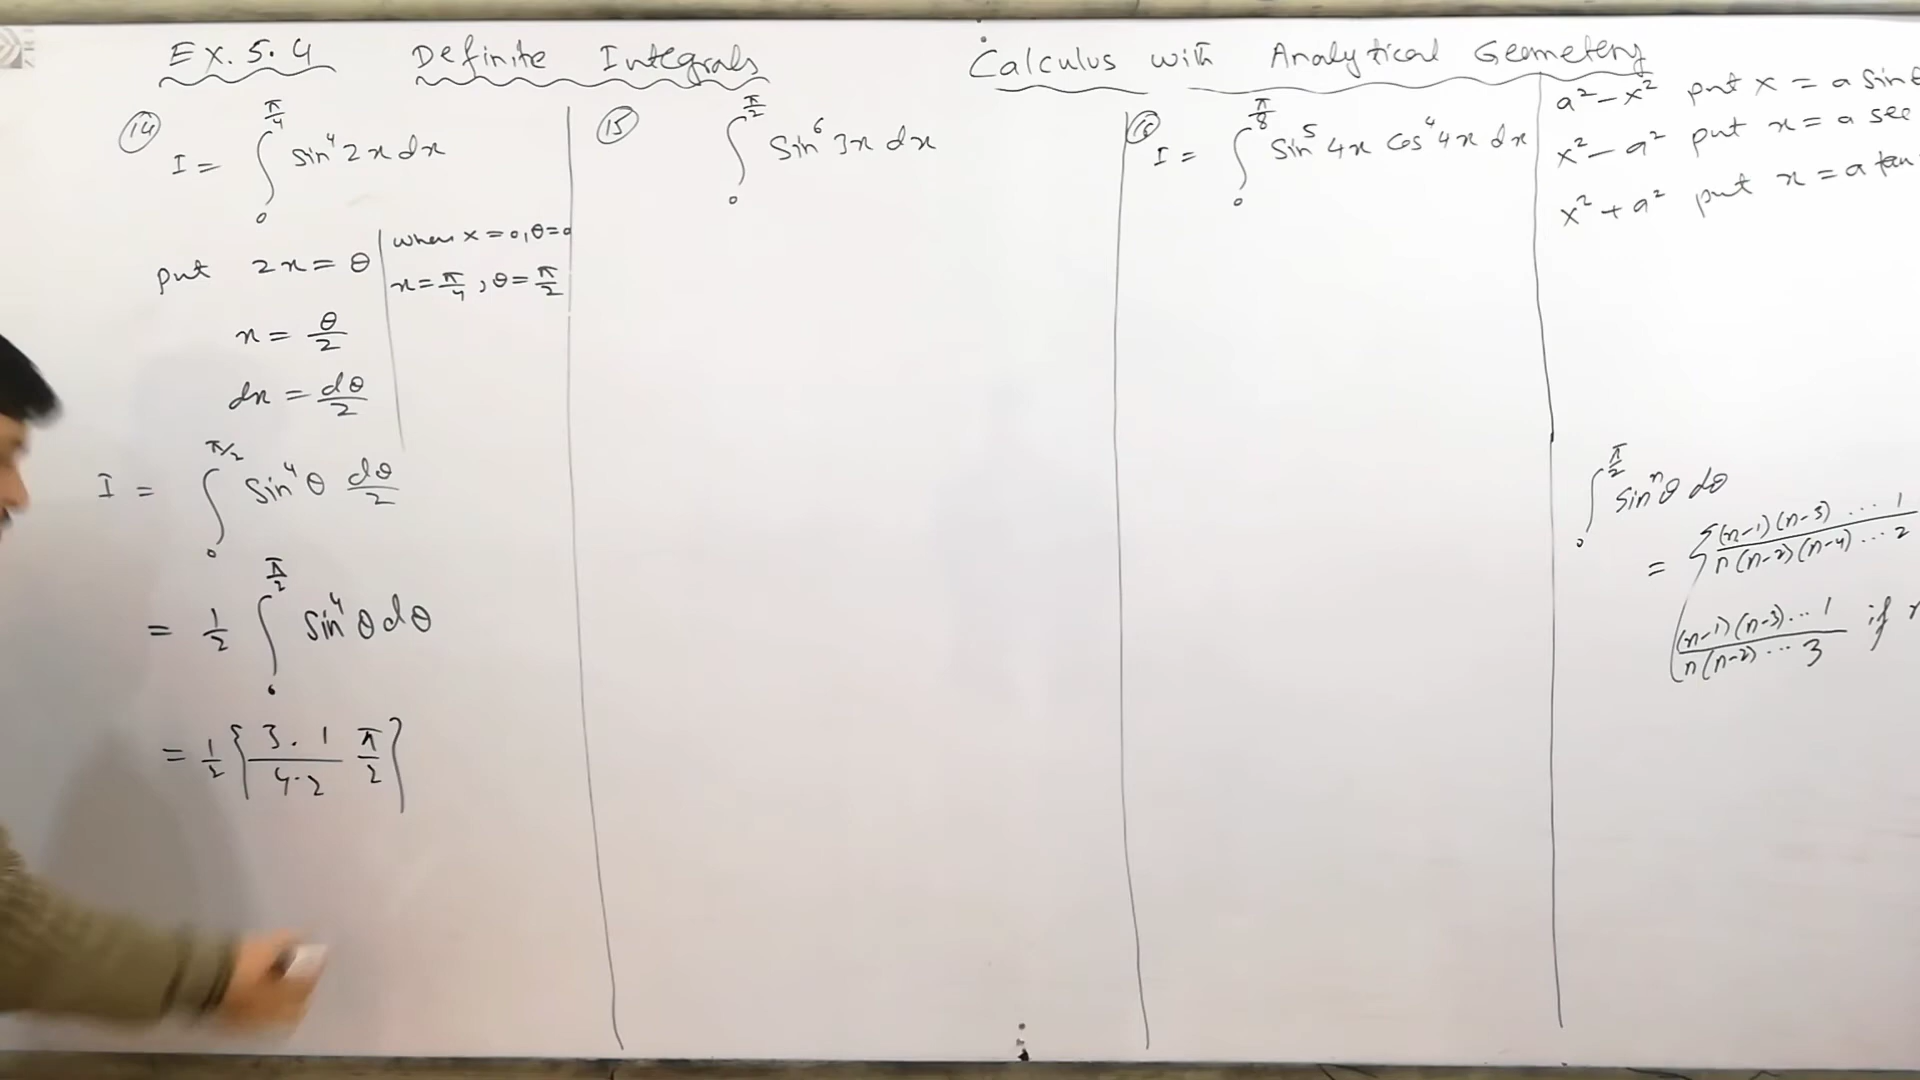 Ex. 5.4 Definite Integrals Calculus with Analytical Geometery
(14) I = ∫₀^{π/4} sin⁴ 2x dx
put 2x = θ
when x = 0, θ = 0
x = π/4 , θ = π/2
x = θ/2
dx = dθ/2
I = ∫₀^{π/2} sin⁴ θ dθ/2
= 1/2 ∫₀^{π/2} sin⁴ θ dθ
= 1/2 { 3 . 1 / 4 . 2 π/2 }
(15) ∫₀^{π/2} Sin⁶ 3x dx
(16) I = ∫₀^{π/8} Sin⁵ 4x Cos⁴ 4x dx
a² − x² put x = a sin
x² − a² put x = a sec
x² + a² put x = a tan
∫₀^{π/2} sinⁿ θ dθ
= { (n-1)(n-3) ... 1 / n(n-2)(n-4) ... 2
(n-1)(n-3) ... 1 / n(n-2) ... 3 if